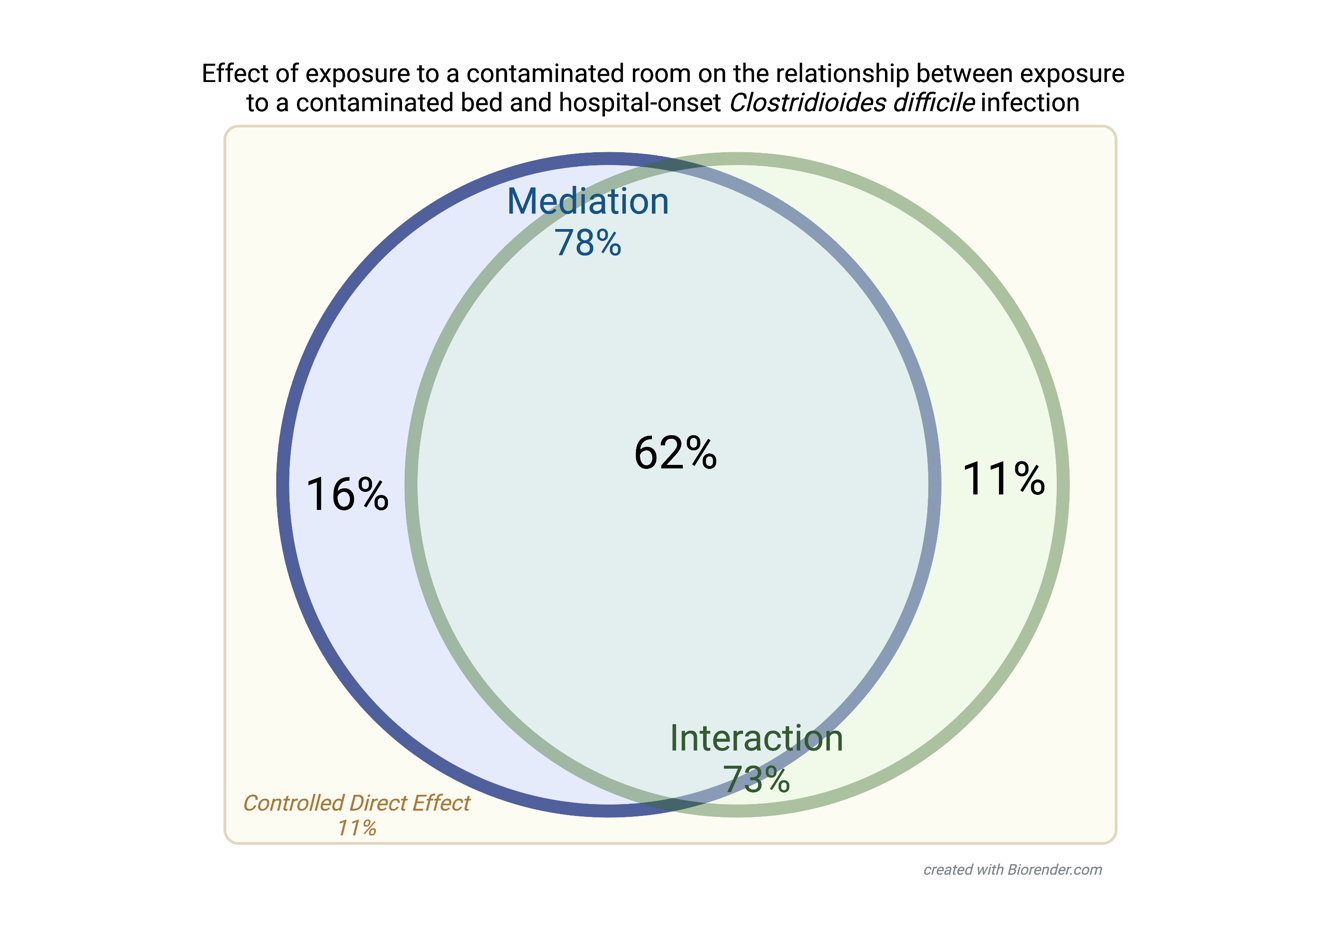 Effect of exposure to a contaminated room on the relationship between exposure
to a contaminated bed and hospital-onset Clostridioides difficile infection
Mediation
78%
62%
16%
11%
Interaction
73%
Controlled Direct Effect
11%
created with Biorender.com